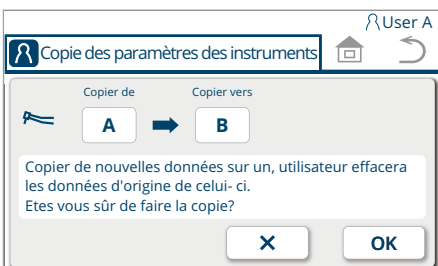 User A
Copie des paramètres des instruments
Copier de Copier vers
A B
Copier de nouvelles données sur un, utilisateur effacera
les données d'origine de celui- ci.
Etes vous sûr de faire la copie?
× OK